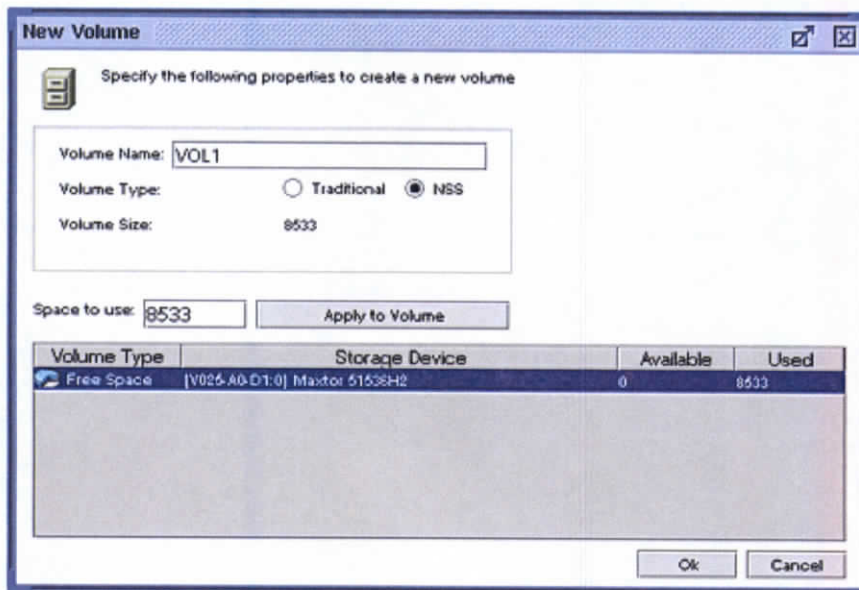 New Volume
Specify the following properties to create a new volume
Volume Name: VOL1
Volume Type: Traditional NSS
Volume Size: 8533
Space to use: 8533 Apply to Volume
Volume Type Storage Device Available Used
Free Space [V025-A0-D1:0] Maxtor 51536H2 0 8533
Ok Cancel